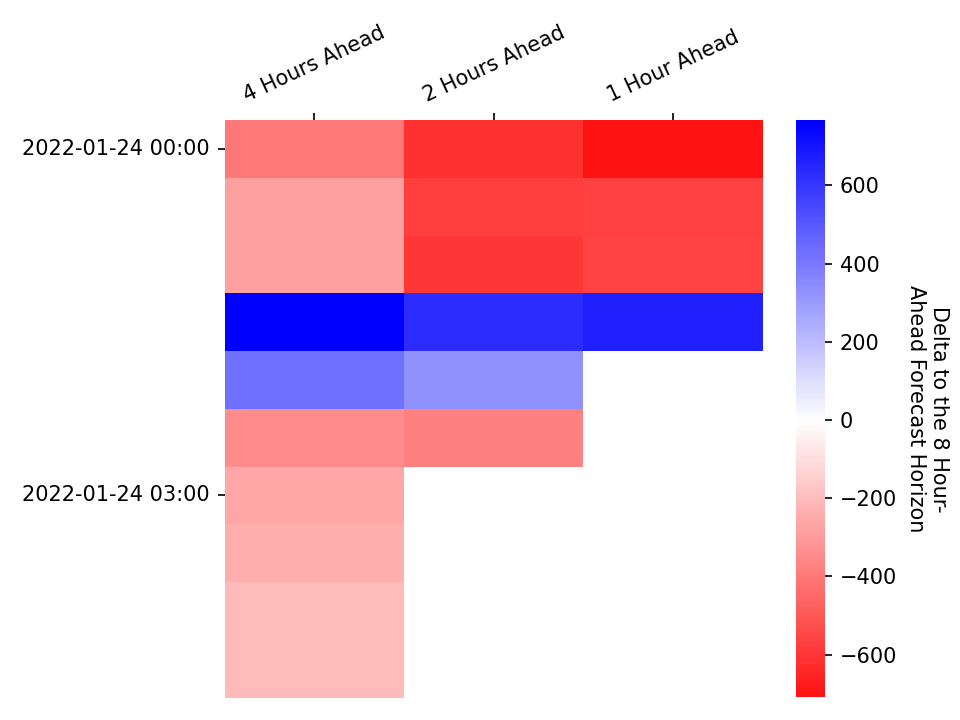 4 Hours Ahead
2 Hours Ahead
1 Hour Ahead
2022-01-24 00:00
2022-01-24 03:00
600
400
200
0
−200
−400
−600
Delta to the 8 Hour-
Ahead Forecast Horizon